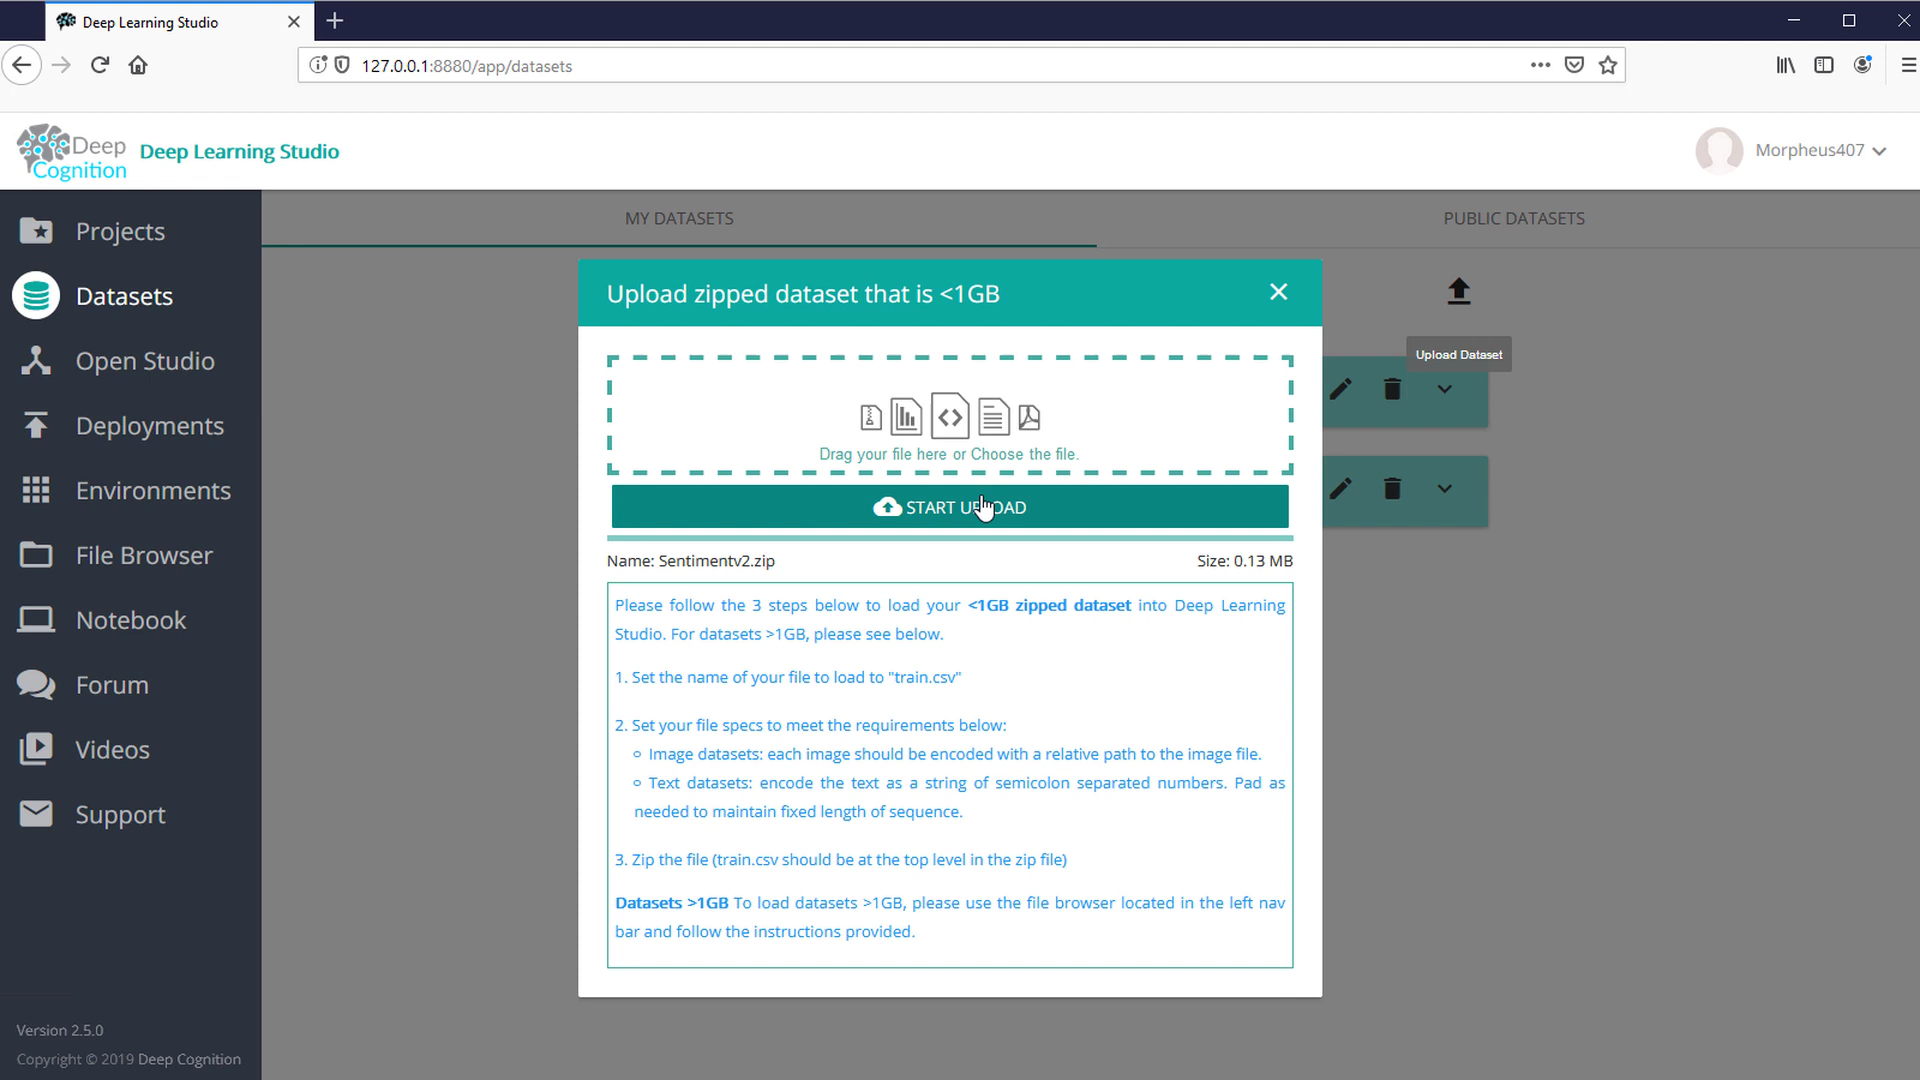 Deep Learning Studio
127.0.0.1:8880/app/datasets
Deep
Cognition
Deep Learning Studio
Morpheus407
Projects
Datasets
Open Studio
Deployments
Environments
File Browser
Notebook
Forum
Videos
Support
Version 2.5.0
Copyright © 2019 Deep Cognition
MY DATASETS
PUBLIC DATASETS
Upload Dataset
Upload zipped dataset that is <1GB
Drag your file here or Choose the file.
START UPLOAD
Name: Sentimentv2.zip
Size: 0.13 MB
Please follow the 3 steps below to load your <1GB zipped dataset into Deep Learning
Studio. For datasets >1GB, please see below.
1. Set the name of your file to load to "train.csv"
2. Set your file specs to meet the requirements below:
Image datasets: each image should be encoded with a relative path to the image file.
Text datasets: encode the text as a string of semicolon separated numbers. Pad as
needed to maintain fixed length of sequence.
3. Zip the file (train.csv should be at the top level in the zip file)
Datasets >1GB To load datasets >1GB, please use the file browser located in the left nav
bar and follow the instructions provided.